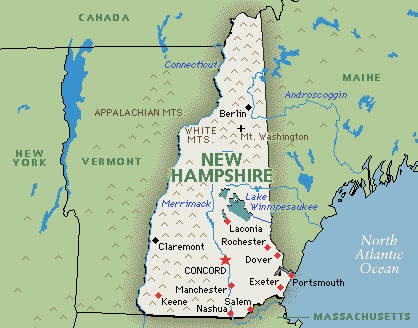 CANADA
Connecticut
MAINE
Androscoggin
APPALACHIAN MTS.
Berlin
WHITE
MTS.
Mt. Washington
NEW
YORK
VERMONT
NEW
HAMPSHIRE
Merrimack
Lake
Winnipesaukee
Laconia
Rochester
Claremont
Dover
North
Atlantic
Ocean
CONCORD
Exeter
Portsmouth
Manchester
Keene
Salem
Nashua
MASSACHUSETTS